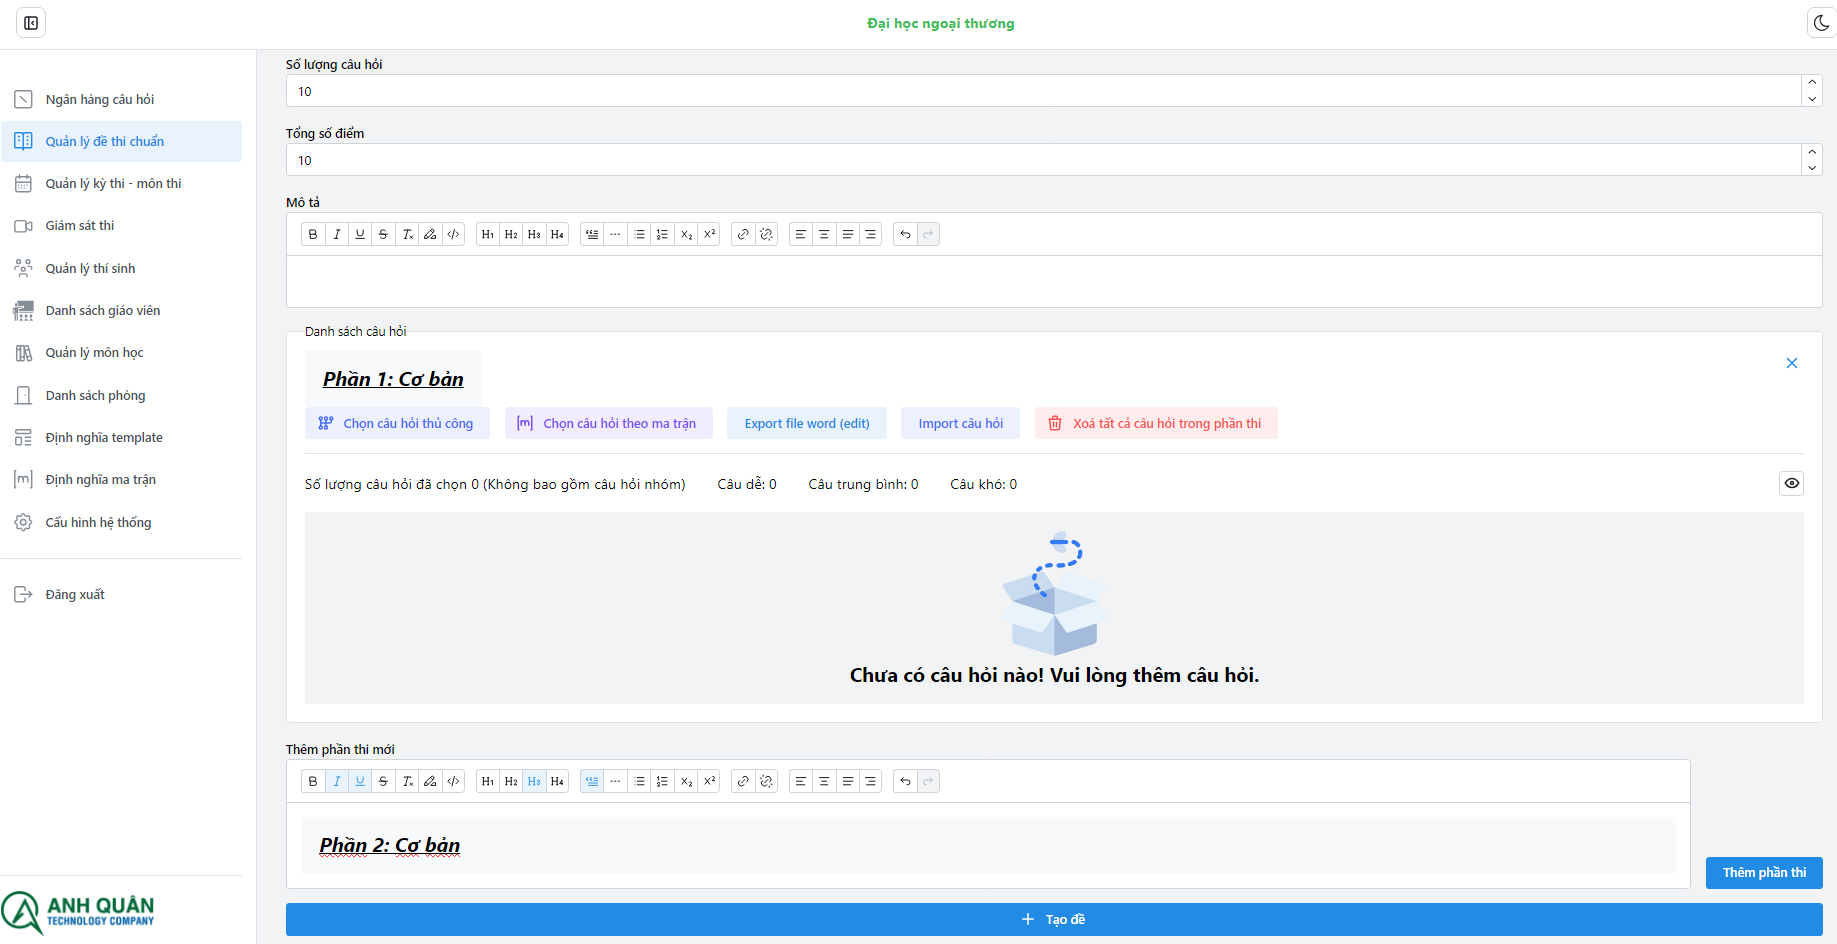 Đại học ngoại thương
Ngân hàng câu hỏi
Quản lý đề thi chuẩn
Quản lý kỳ thi - môn thi
Giám sát thi
Quản lý thí sinh
Danh sách giáo viên
Quản lý môn học
Danh sách phòng
Định nghĩa template
Định nghĩa ma trận
Cấu hình hệ thống
Đăng xuất
ANH QUÂN
TECHNOLOGY COMPANY
Số lượng câu hỏi
10
Tổng số điểm
10
Mô tả
B I U S Tx </> H1 H2 H3 H4 X2 X²
Danh sách câu hỏi
Phần 1: Cơ bản
Chọn câu hỏi thủ công [m] Chọn câu hỏi theo ma trận Export file word (edit) Import câu hỏi Xoá tất cả câu hỏi trong phần thi
Số lượng câu hỏi đã chọn 0 (Không bao gồm câu hỏi nhóm) Câu dễ: 0 Câu trung bình: 0 Câu khó: 0
Chưa có câu hỏi nào! Vui lòng thêm câu hỏi.
Thêm phần thi mới
B I U S Tx </> H1 H2 H3 H4 X2 X²
Phần 2: Cơ bản
Thêm phần thi
+ Tạo đề